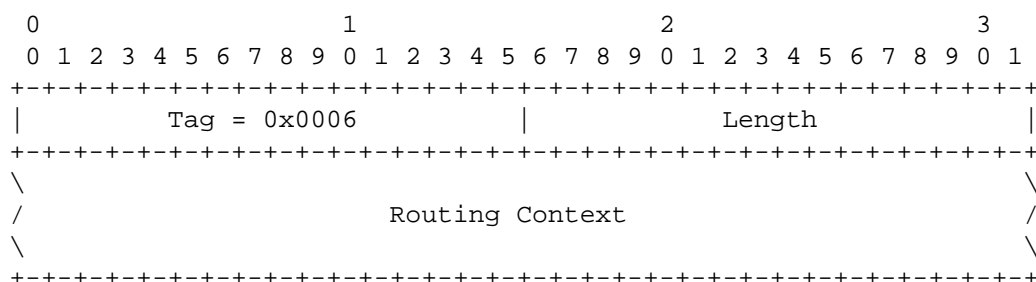 0                   1                   2                   3
 0 1 2 3 4 5 6 7 8 9 0 1 2 3 4 5 6 7 8 9 0 1 2 3 4 5 6 7 8 9 0 1
+-+-+-+-+-+-+-+-+-+-+-+-+-+-+-+-+-+-+-+-+-+-+-+-+-+-+-+-+-+-+-+-+
|         Tag = 0x0006          |            Length             |
+-+-+-+-+-+-+-+-+-+-+-+-+-+-+-+-+-+-+-+-+-+-+-+-+-+-+-+-+-+-+-+-+
\                                                               \
/                       Routing Context                         /
\                                                               \
+-+-+-+-+-+-+-+-+-+-+-+-+-+-+-+-+-+-+-+-+-+-+-+-+-+-+-+-+-+-+-+-+